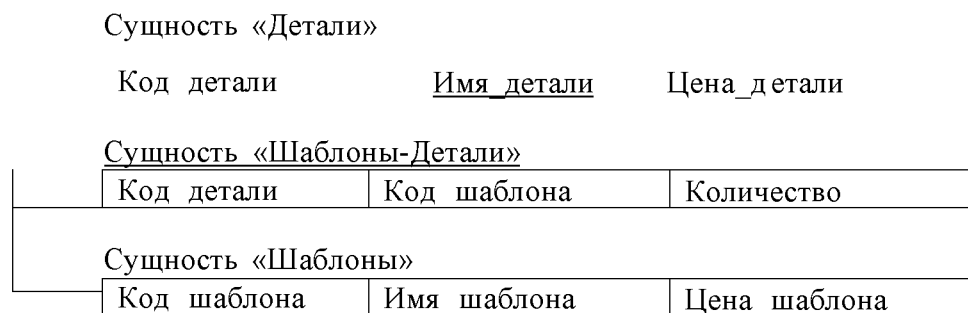 Сущность «Детали»
Код детали Имя_детали Цена_детали
Сущность «Шаблоны-Детали»
Код детали Код шаблона Количество
Сущность «Шаблоны»
Код шаблона Имя шаблона Цена шаблона